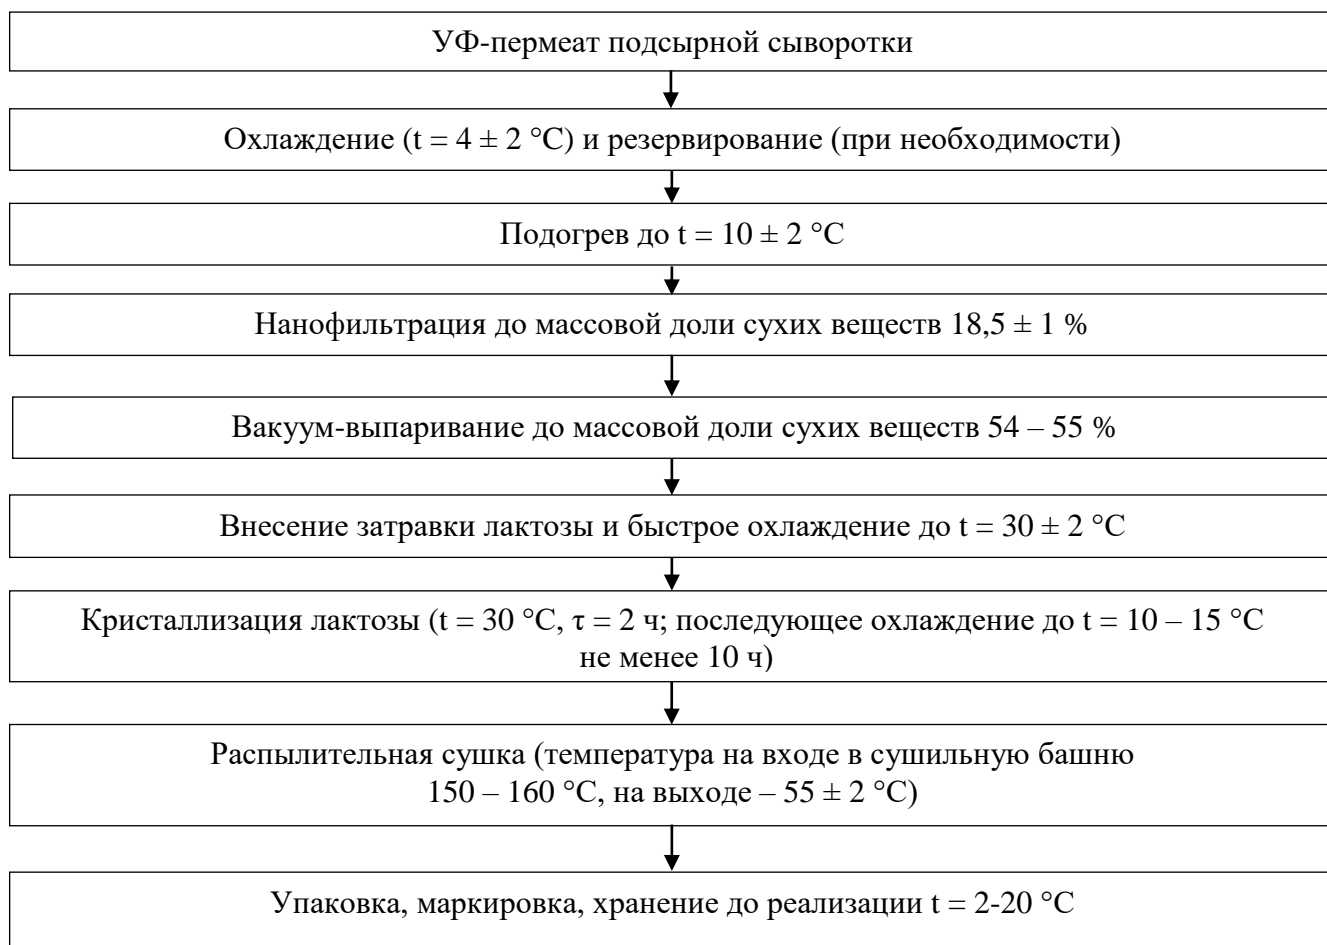 УФ-пермеат подсырной сыворотки
Охлаждение (t = 4 ± 2 °С) и резервирование (при необходимости)
Подогрев до t = 10 ± 2 °С
Нанофильтрация до массовой доли сухих веществ 18,5 ± 1 %
Вакуум-выпаривание до массовой доли сухих веществ 54 – 55 %
Внесение затравки лактозы и быстрое охлаждение до t = 30 ± 2 °С
Кристаллизация лактозы (t = 30 °С, τ = 2 ч; последующее охлаждение до t = 10 – 15 °С
не менее 10 ч)
Распылительная сушка (температура на входе в сушильную башню
150 – 160 °С, на выходе – 55 ± 2 °С)
Упаковка, маркировка, хранение до реализации t = 2-20 °С